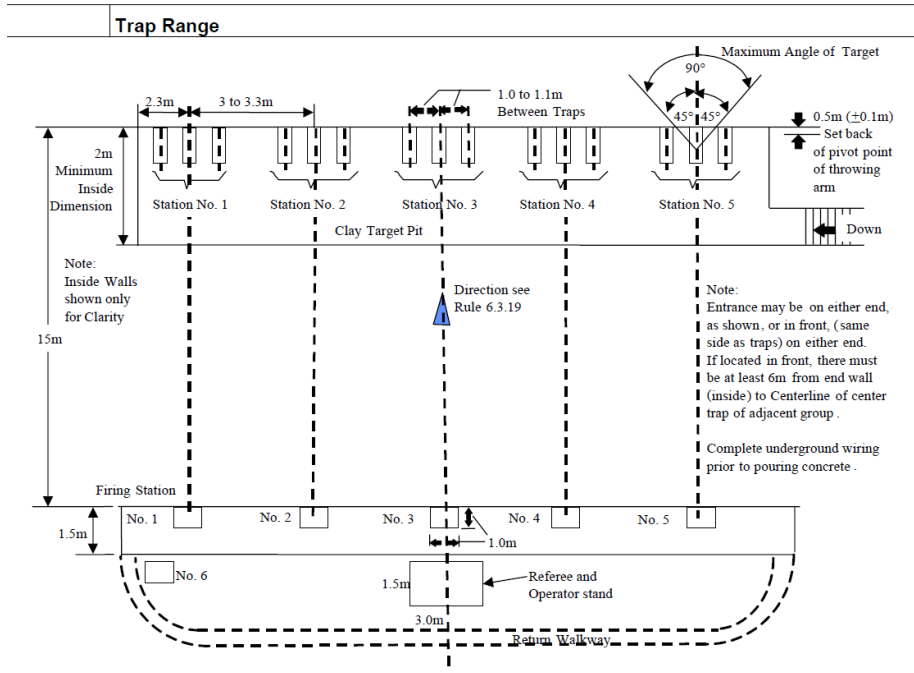 Trap Range
Maximum Angle of Target
90°
2.3m
3 to 3.3m
1.0 to 1.1m
Between Traps
45°
45°
0.5m (±0.1m)
Set back
of pivot point
of throwing
arm
2m
Minimum
Inside
Dimension
Station No. 1
Station No. 2
Station No. 3
Station No. 4
Station No. 5
Clay Target Pit
Down
Note:
Inside Walls
shown only
for Clarity
Direction see
Rule 6.3.19
Note:
Entrance may be on either end,
as shown, or in front, (same
side as traps) on either end.
If located in front, there must
be at least 6m from end wall
(inside) to Centerline of center
trap of adjacent group .
15m
Complete underground wiring
prior to pouring concrete .
Firing Station
No. 1
No. 2
No. 3
No. 4
No. 5
1.5m
1.0m
No. 6
1.5m
Referee and
Operator stand
3.0m
Return Walkway